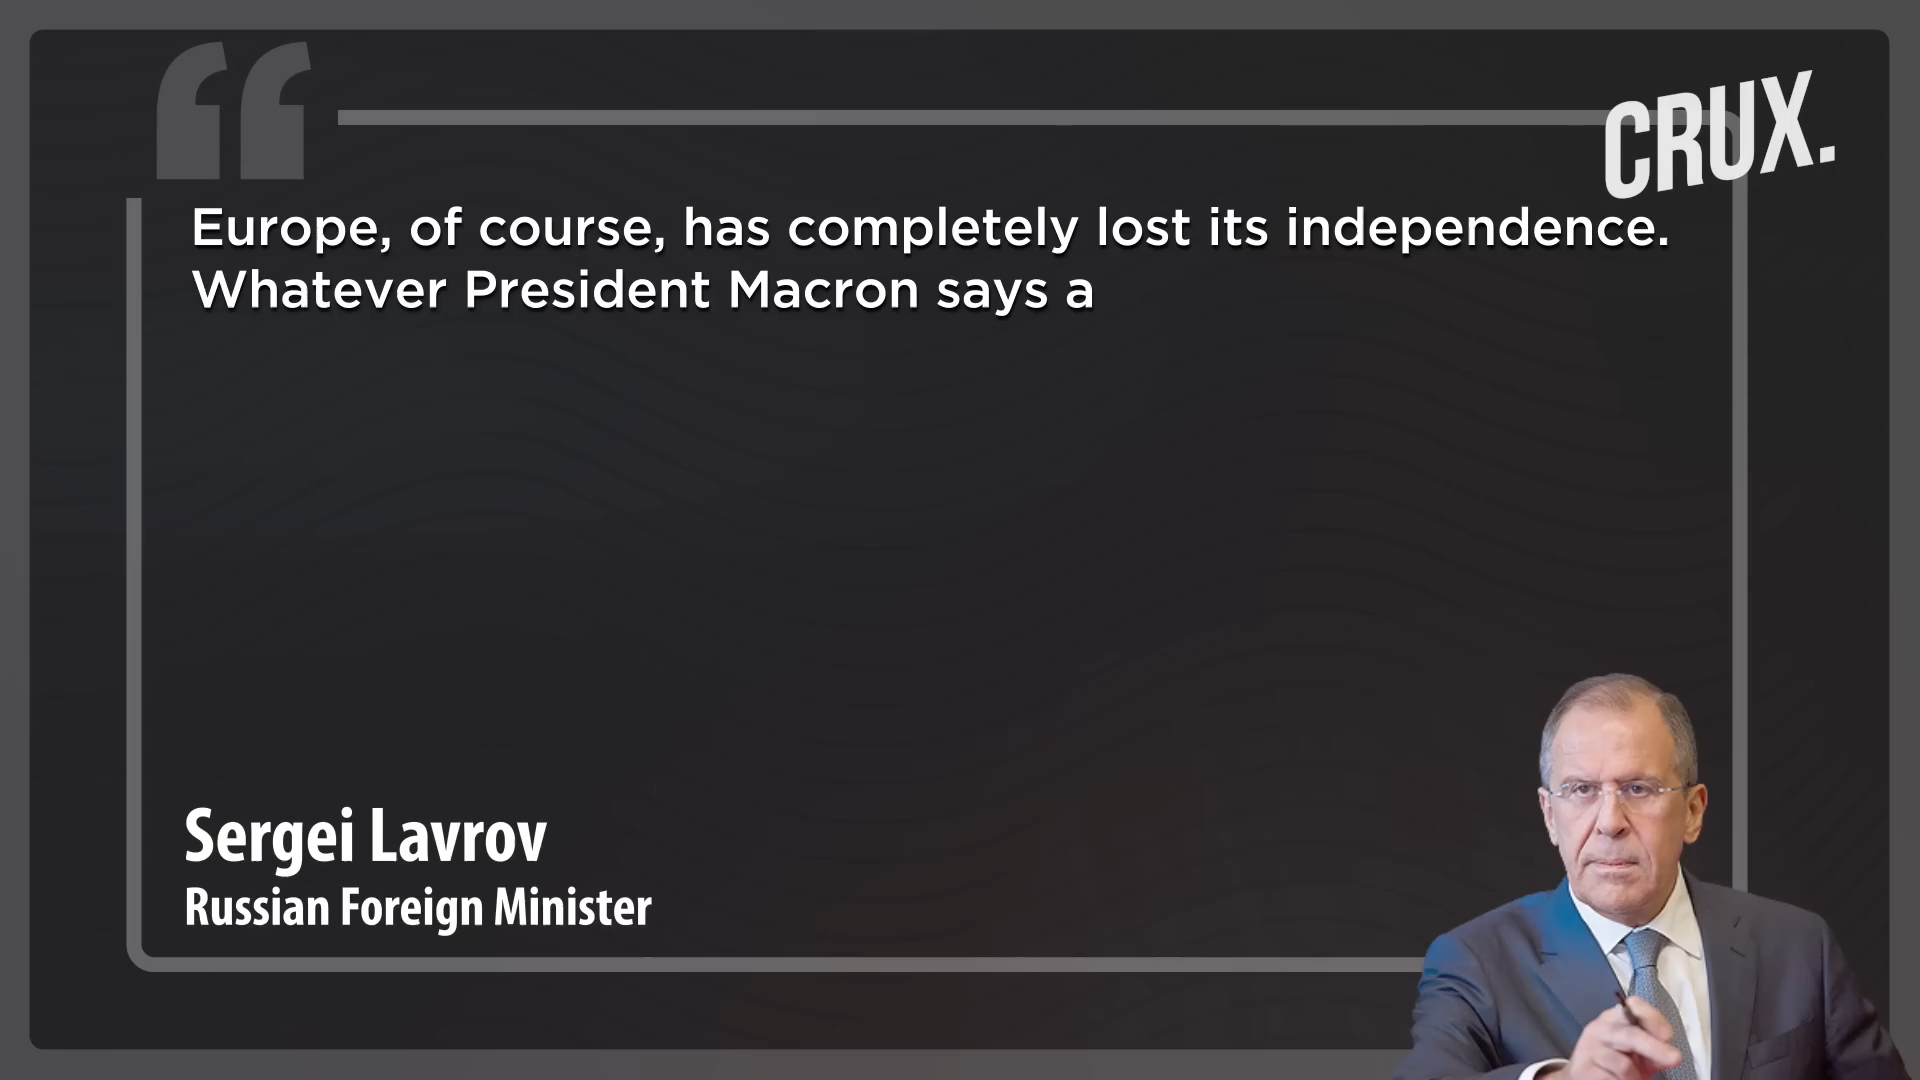 CRUX.
Europe, of course, has completely lost its independence.
Whatever President Macron says a
Sergei Lavrov
Russian Foreign Minister